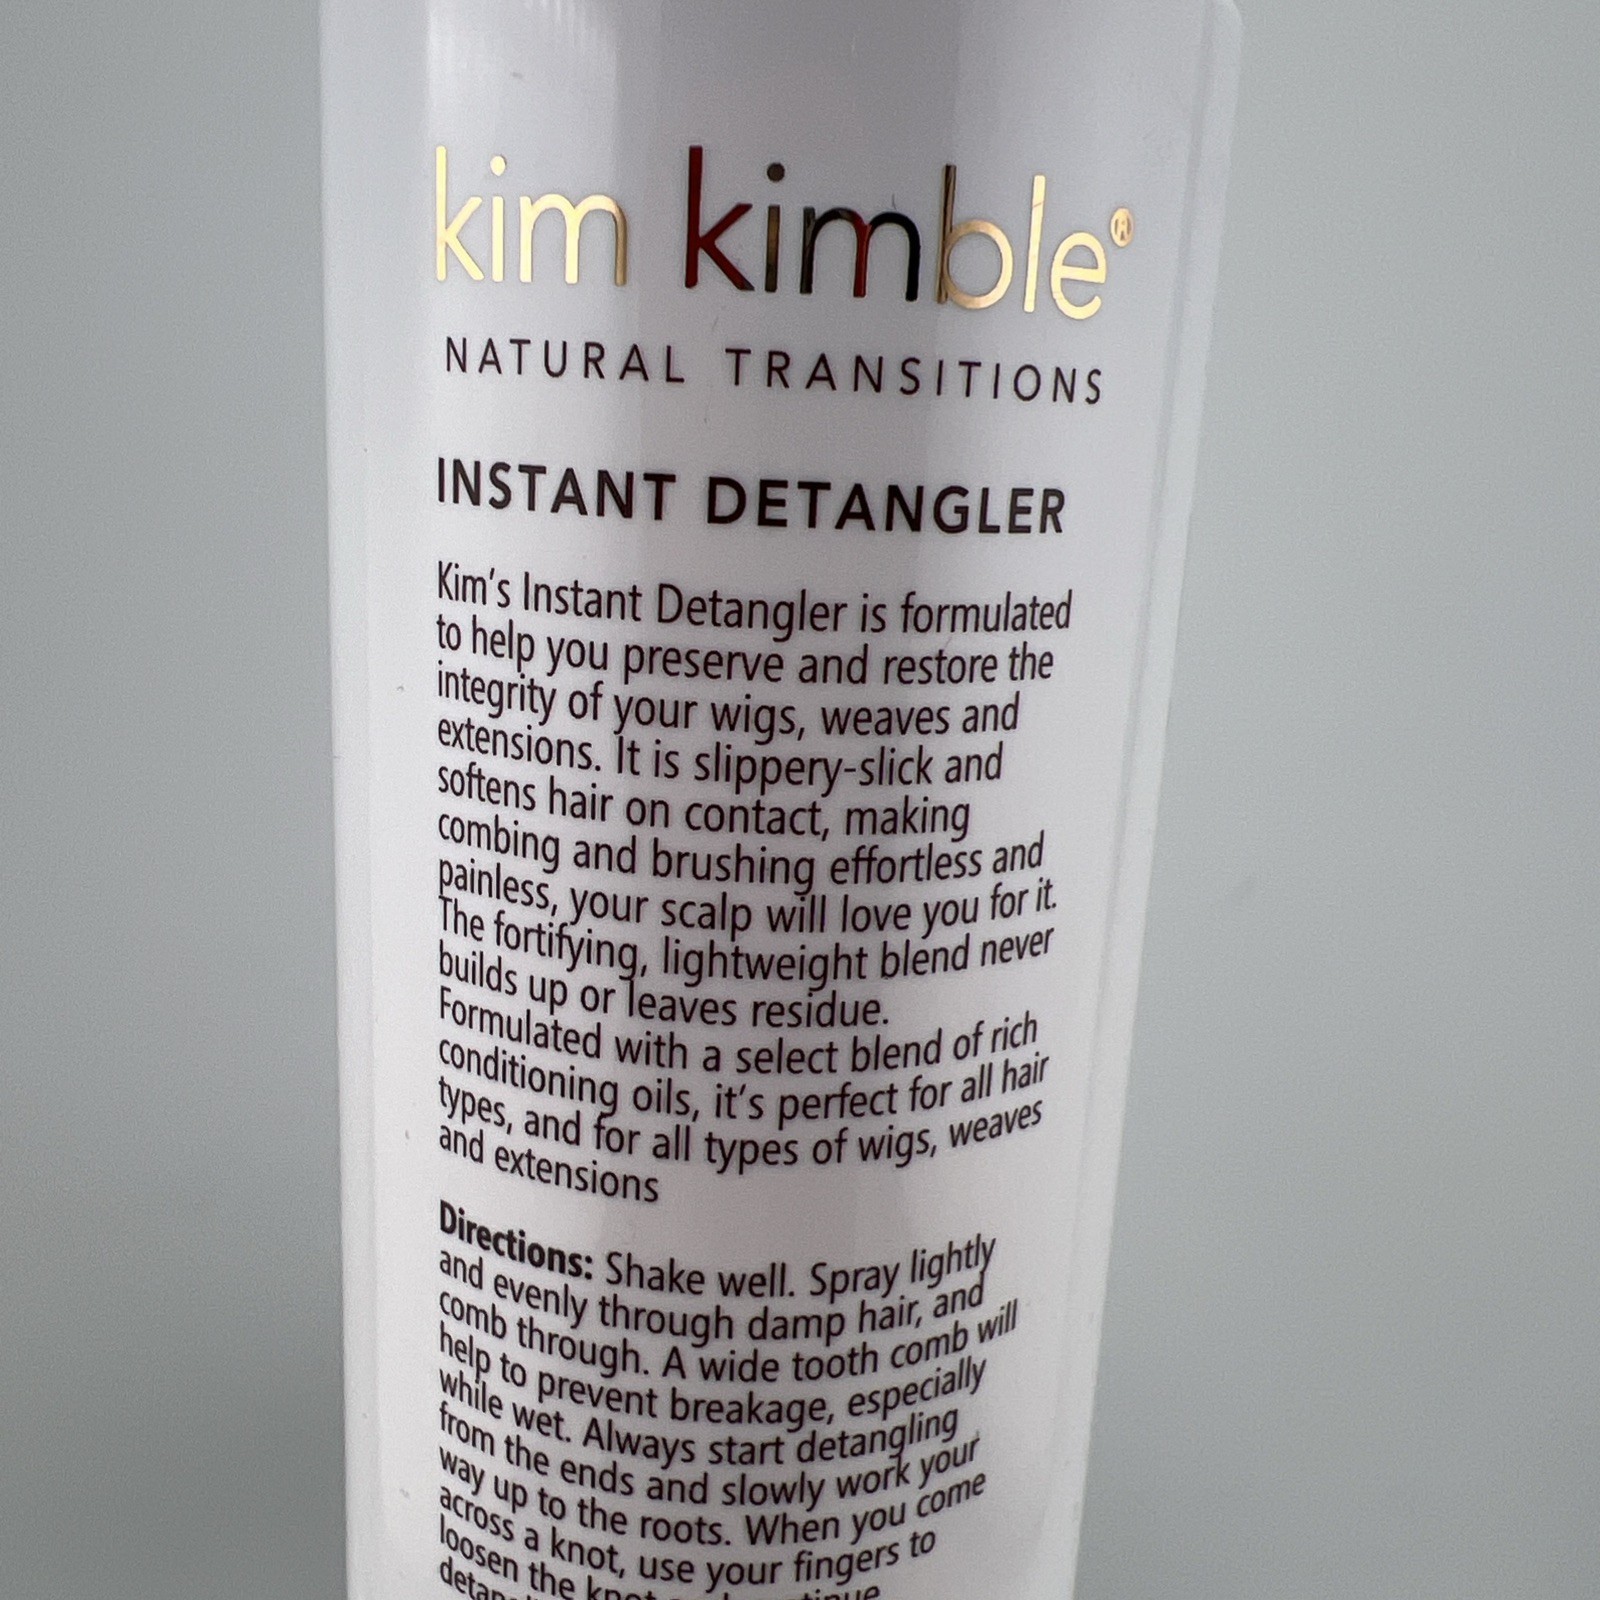 kim kimble®
NATURAL TRANSITIONS
INSTANT DETANGLER
Kim's Instant Detangler is formulated
to help you preserve and restore the
integrity of your wigs, weaves and
extensions. It is slippery-slick and
softens hair on contact, making
combing and brushing effortless and
painless, your scalp will love you for it.
The fortifying, lightweight blend never
builds up or leaves residue.
Formulated with a select blend of rich
conditioning oils, it's perfect for all hair
types, and for all types of wigs, weaves
and extensions
Directions: Shake well. Spray lightly
and evenly through damp hair, and
comb through. A wide tooth comb will
help to prevent breakage, especially
while wet. Always start detangling
from the ends and slowly work your
way up to the roots. When you come
across a knot, use your fingers to
loosen the knot